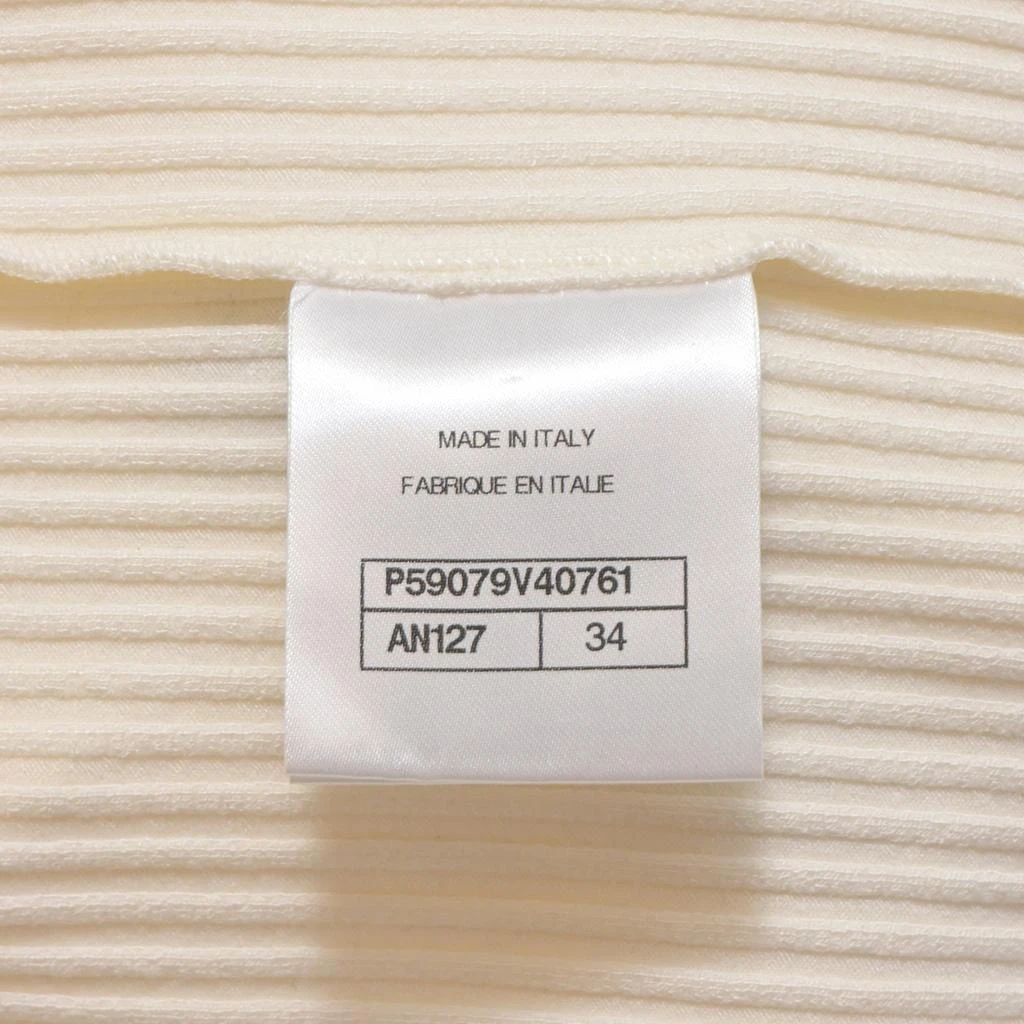 MADE IN ITALY
FABRIQUE EN ITALIE
P59079V40761
AN127 34